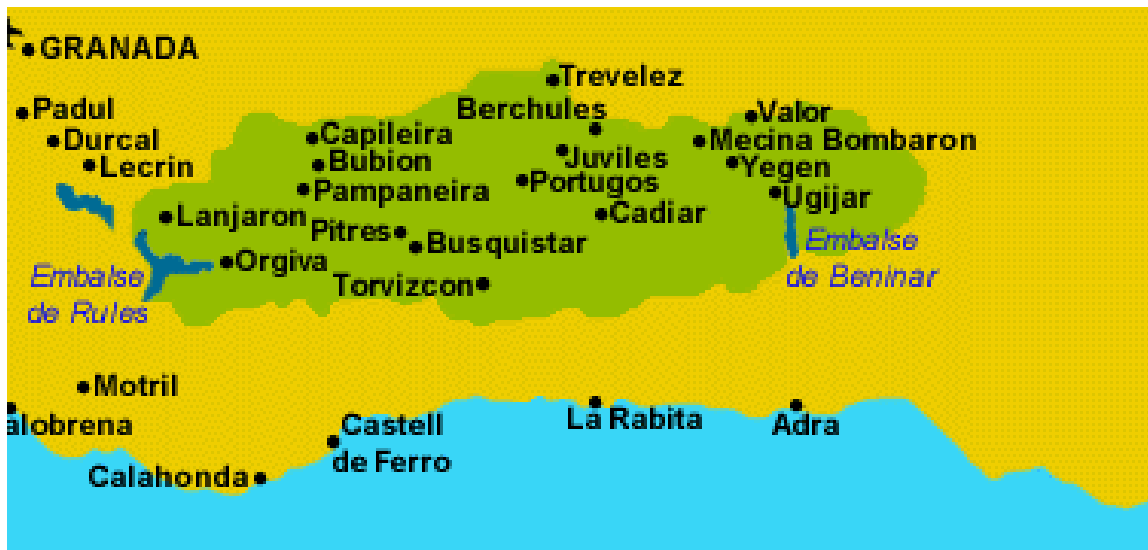 GRANADA
Trevelez
Padul
Berchules
Valor
Durcal
Capileira
Mecina Bombaron
Lecrin
Bubion
Juviles
Yegen
Pampaneira
Portugos
Ugijar
Lanjaron
Cadiar
Pitres
Busquistar
Embalse
de Beninar
Orgiva
Embalse
de Rules
Torvizcon
Motril
alobrena
Castell
de Ferro
La Rabita
Adra
Calahonda